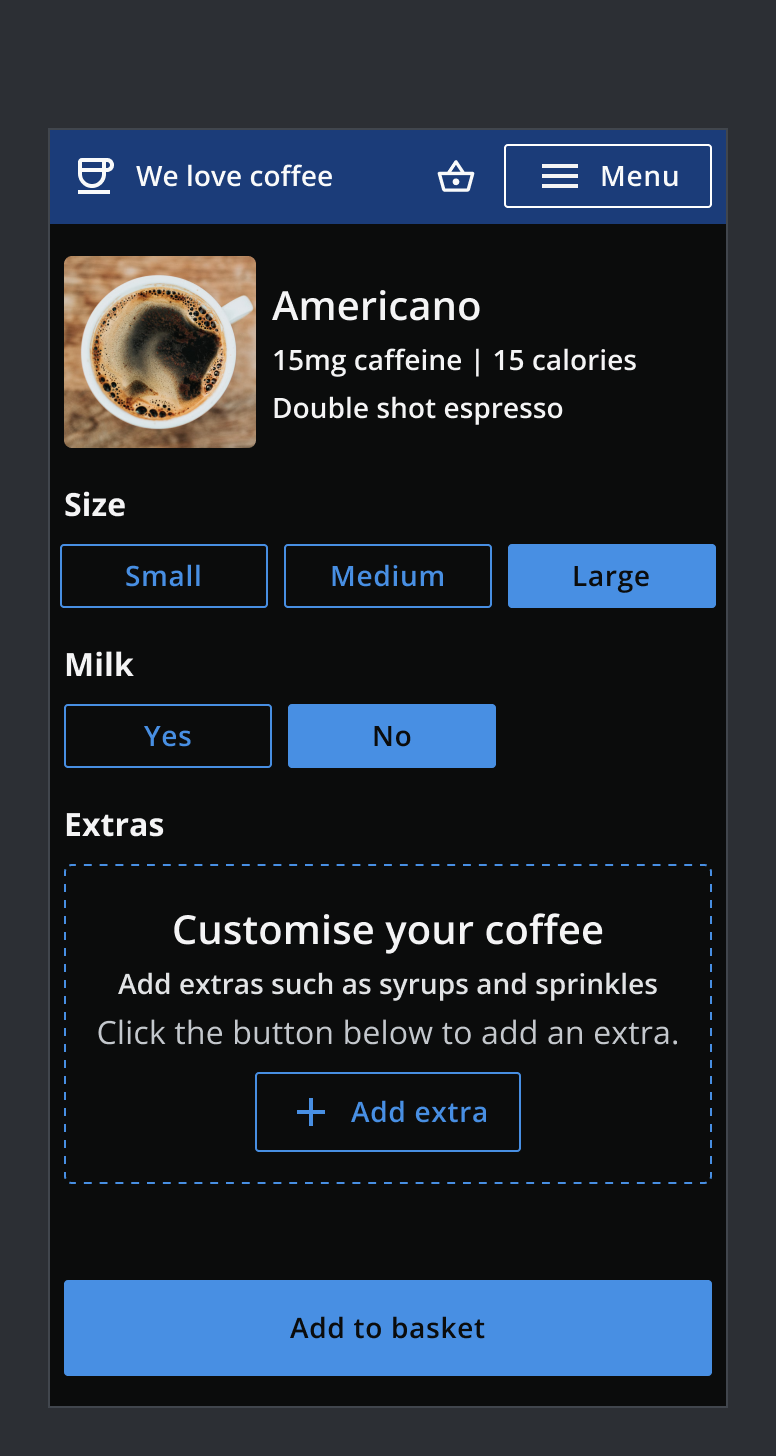 We love coffee
Menu
Americano
15mg caffeine | 15 calories
Double shot espresso
Size
Small
Medium
Large
Milk
Yes
No
Extras
Customise your coffee
Add extras such as syrups and sprinkles
Click the button below to add an extra.
Add extra
Add to basket